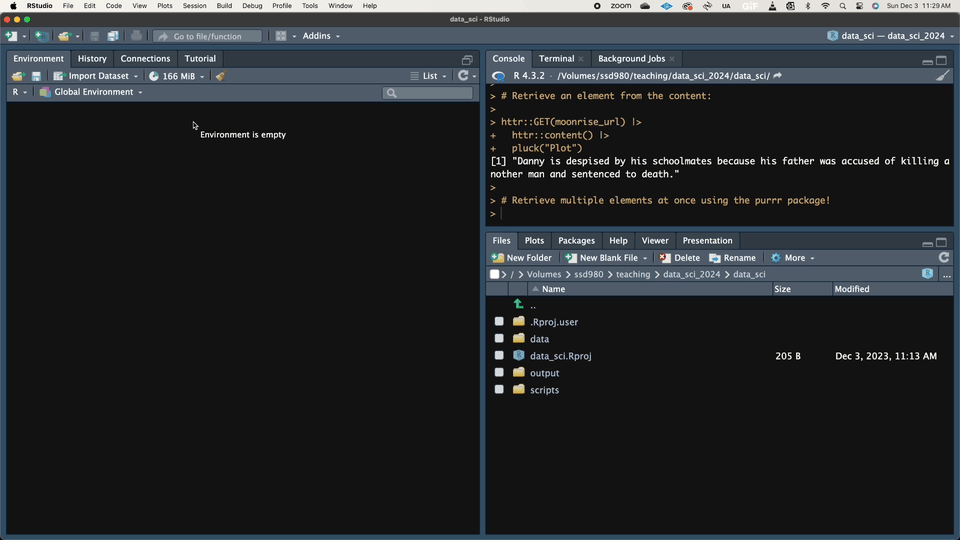 RStudio File Edit Code View Plots Session Build Debug Profile Tools Window Help zoom UA GiF Sun Dec 3 11:29 AM
data_sci - RStudio
Go to file/function Addins data_sci — data_sci_2024
Environment History Connections Tutorial
Import Dataset 166 MiB List
R Global Environment
Environment is empty
Console Terminal Background Jobs
R 4.3.2 · /Volumes/ssd980/teaching/data_sci_2024/data_sci/
>
> # Retrieve an element from the content:
>
> httr::GET(moonrise_url) |>
+ httr::content() |>
+ pluck("Plot")
[1] "Danny is despised by his schoolmates because his father was accused of killing a
nother man and sentenced to death."
>
> # Retrieve multiple elements at once using the purrr package!
>
Files Plots Packages Help Viewer Presentation
New Folder New Blank File Delete Rename More
/ Volumes ssd980 teaching data_sci_2024 data_sci ...
Name Size Modified
..
.Rproj.user
data
data_sci.Rproj 205 B Dec 3, 2023, 11:13 AM
output
scripts